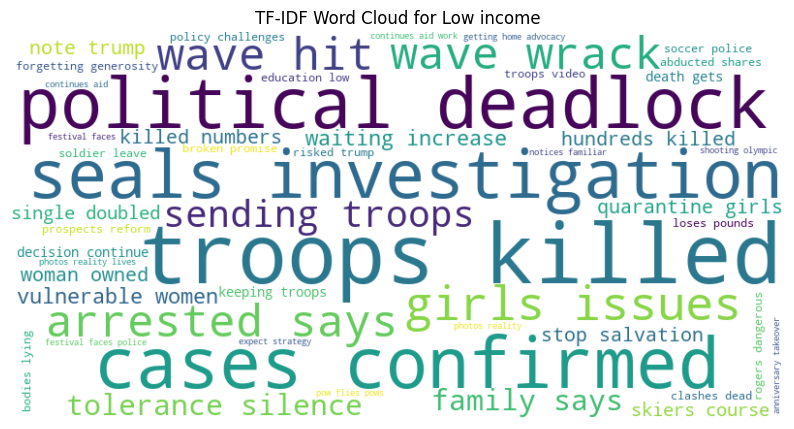 TF-IDF Word Cloud for Low income
policy challenges
continues aid work
getting home advocacy
note trump
wave hit
wave wrack
soccer police
forgetting generosity
abducted shares
education low
troops video
death gets
continues aid
political deadlock
festival faces
killed numbers
waiting increase
hundreds killed
soldier leave
broken promise
risked trump
notices familiar
shooting olympic
seals investigation
single doubled
sending troops
quarantine girls
prospects reform
loses pounds
decision continue
troops killed
photos reality lives
woman owned
vulnerable women
keeping troops
girls issues
arrested says
photos reality
stop salvation
festival faces police
expect strategy
cases confirmed
bodies lying
rogers dangerous
anniversary takeover
pow flies pows
clashes dead
tolerance silence
family says
skiers course